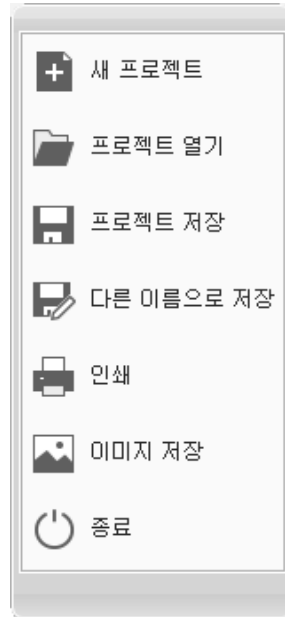 새 프로젝트
프로젝트 열기
프로젝트 저장
다른 이름으로 저장
인쇄
이미지 저장
종료